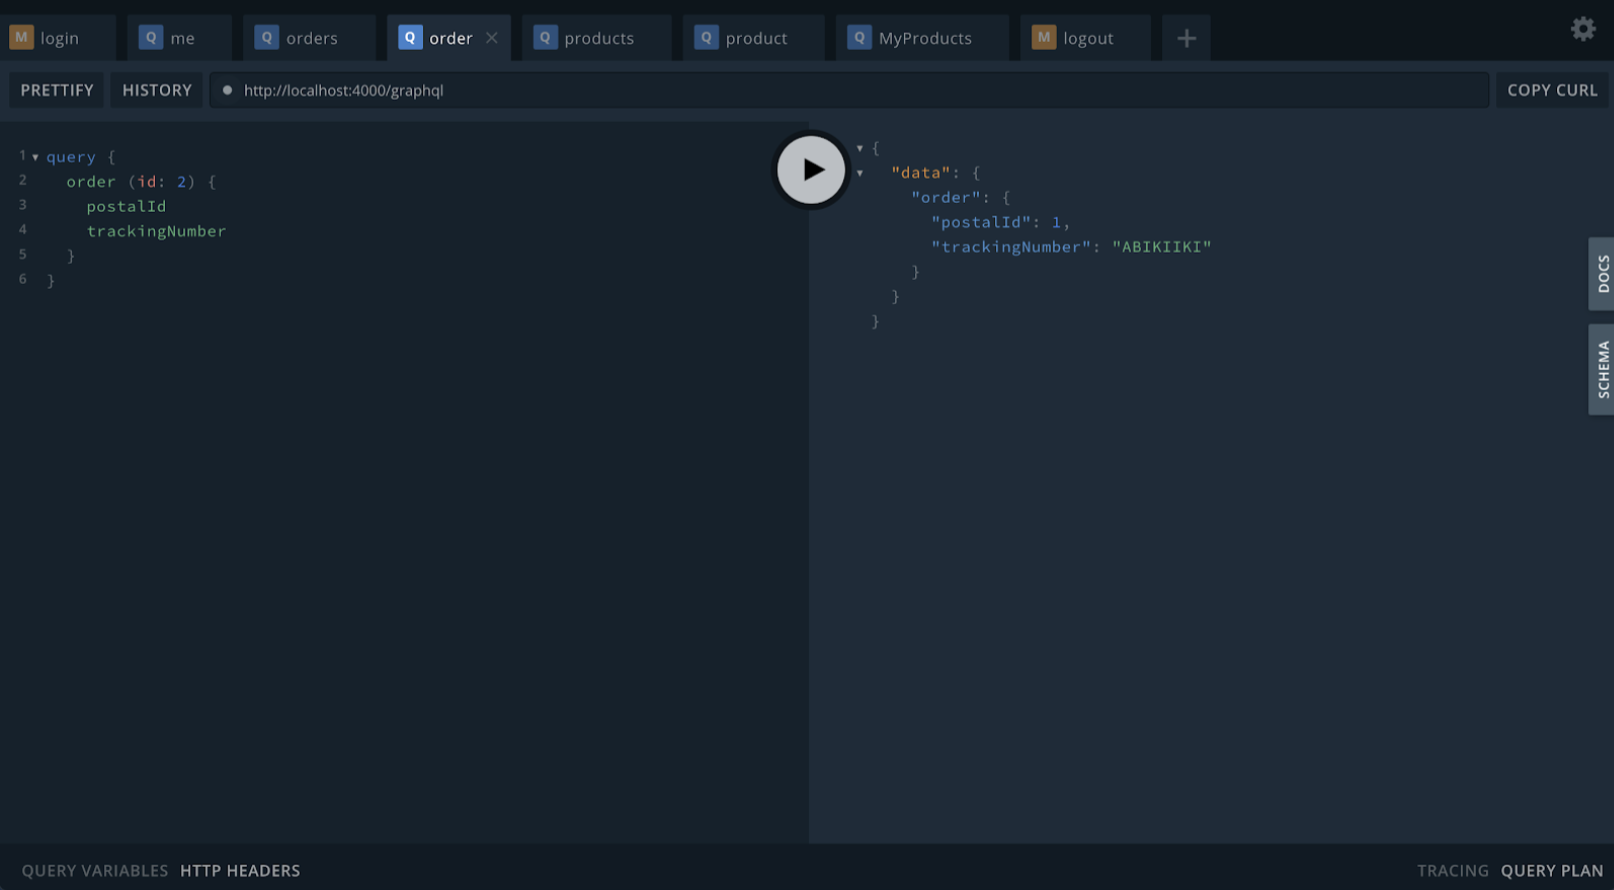 M login Q me Q orders Q order × Q products Q product Q MyProducts M logout +
PRETTIFY HISTORY http://localhost:4000/graphql COPY CURL
1 query {
2 order (id: 2) {
3 postalId
4 trackingNumber
5 }
6 }
{
"data": {
"order": {
"postalId": 1,
"trackingNumber": "ABIKIIKI"
}
}
}
DOCS
SCHEMA
QUERY VARIABLES HTTP HEADERS TRACING QUERY PLAN